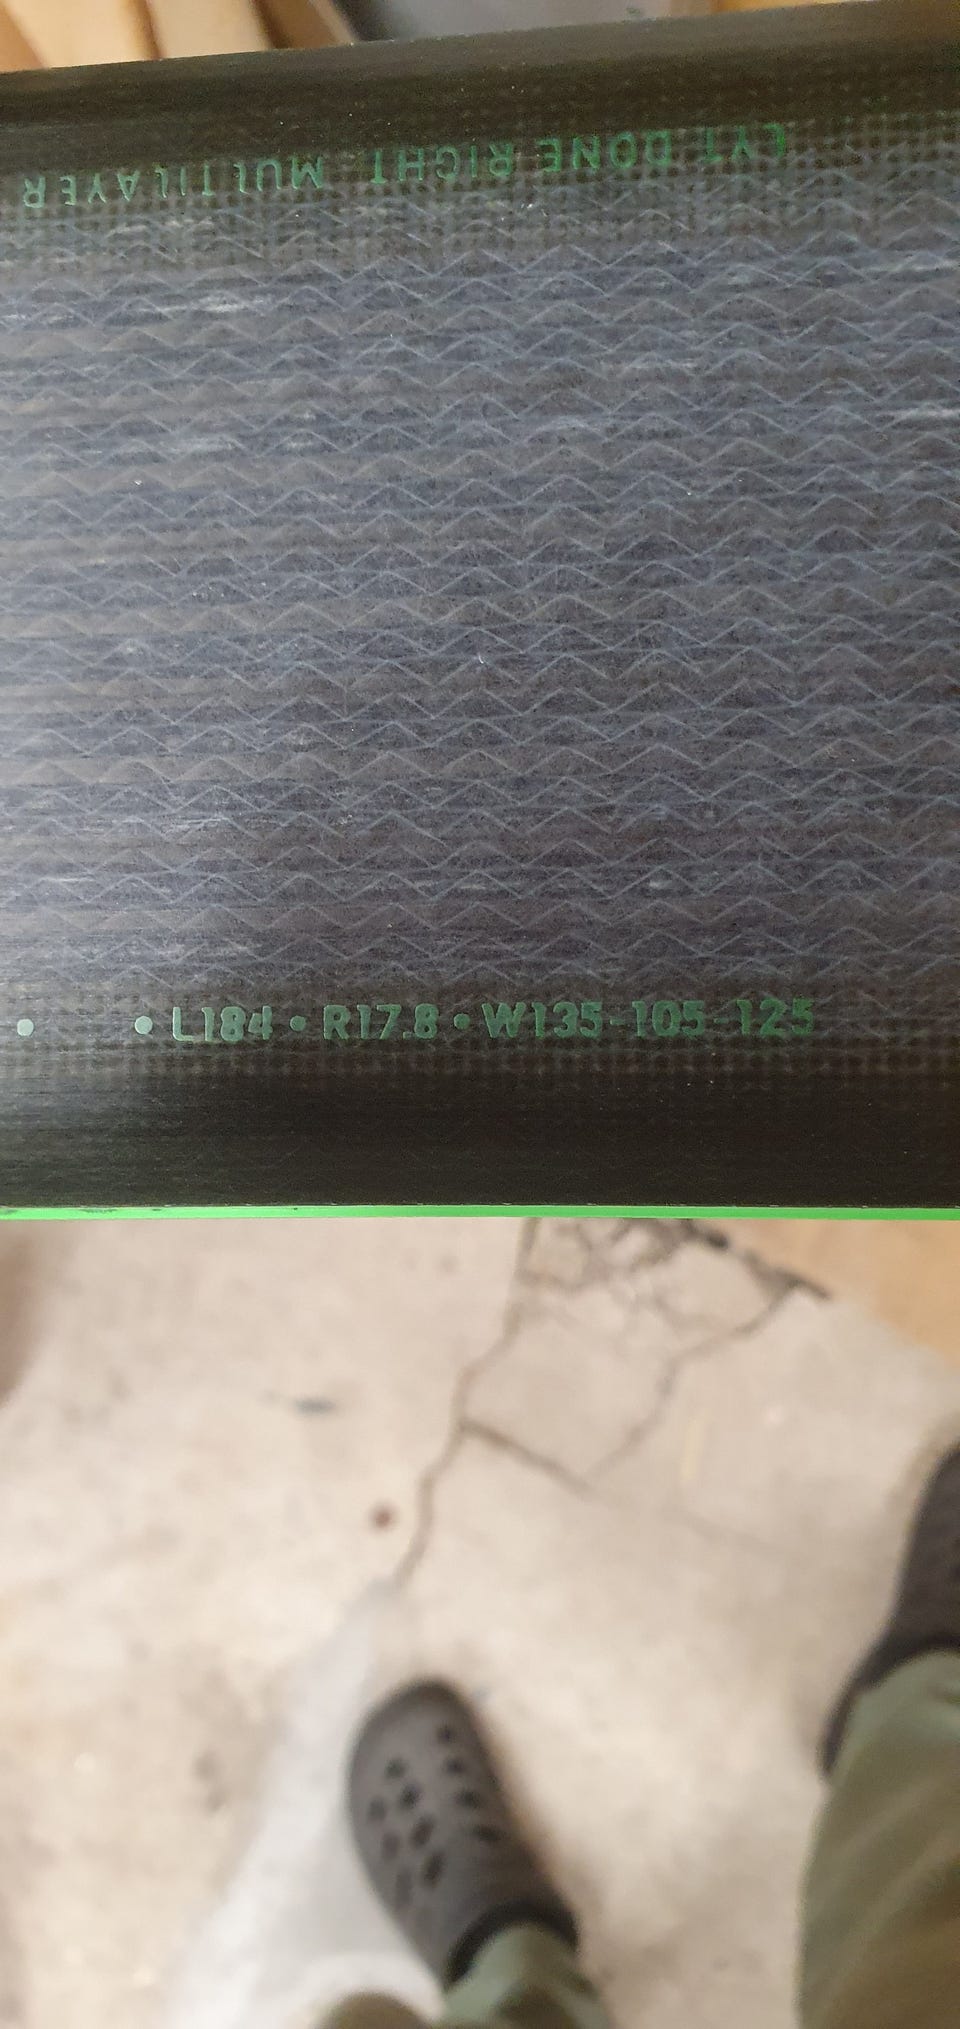 LYT DONE RIGHT MULTILAYER
• • L184 • R17.8 • W135-105-125